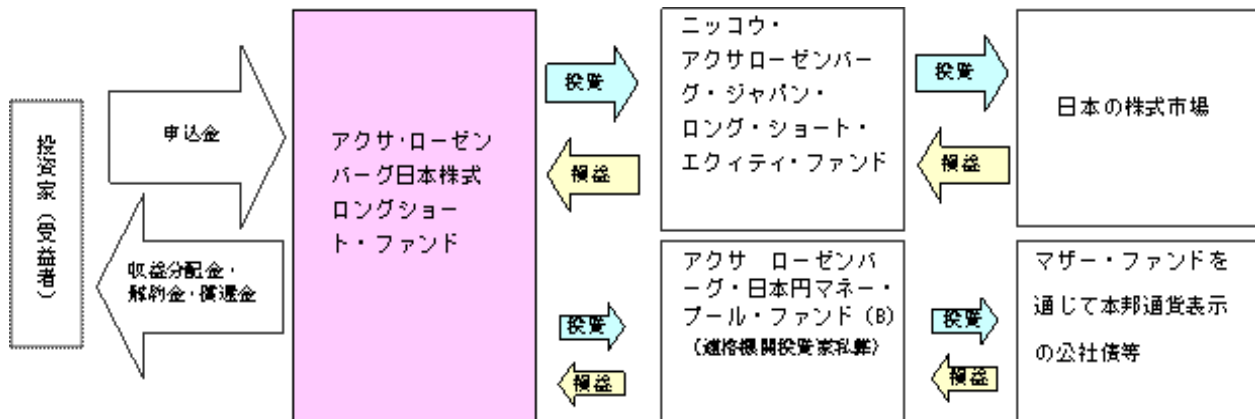 投資家（受益者）
申込金
収益分配金・
解約金・償還金
アクサ・ローゼン
バーグ日本株式
ロングショー
ト・ファンド
投資
損益
投資
損益
ニッコウ・
アクサローゼンバー
グ・ジャパン・
ロング・ショート・
エクィティ・ファンド
アクサ ローゼンバ
ーグ・日本円マネー・
プール・ファンド（B）
（適格機関投資家私募）
投資
損益
投資
損益
日本の株式市場
マザー・ファンドを
通じて本邦通貨表示
の公社債等